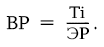 ВР = Ti / ЭР.